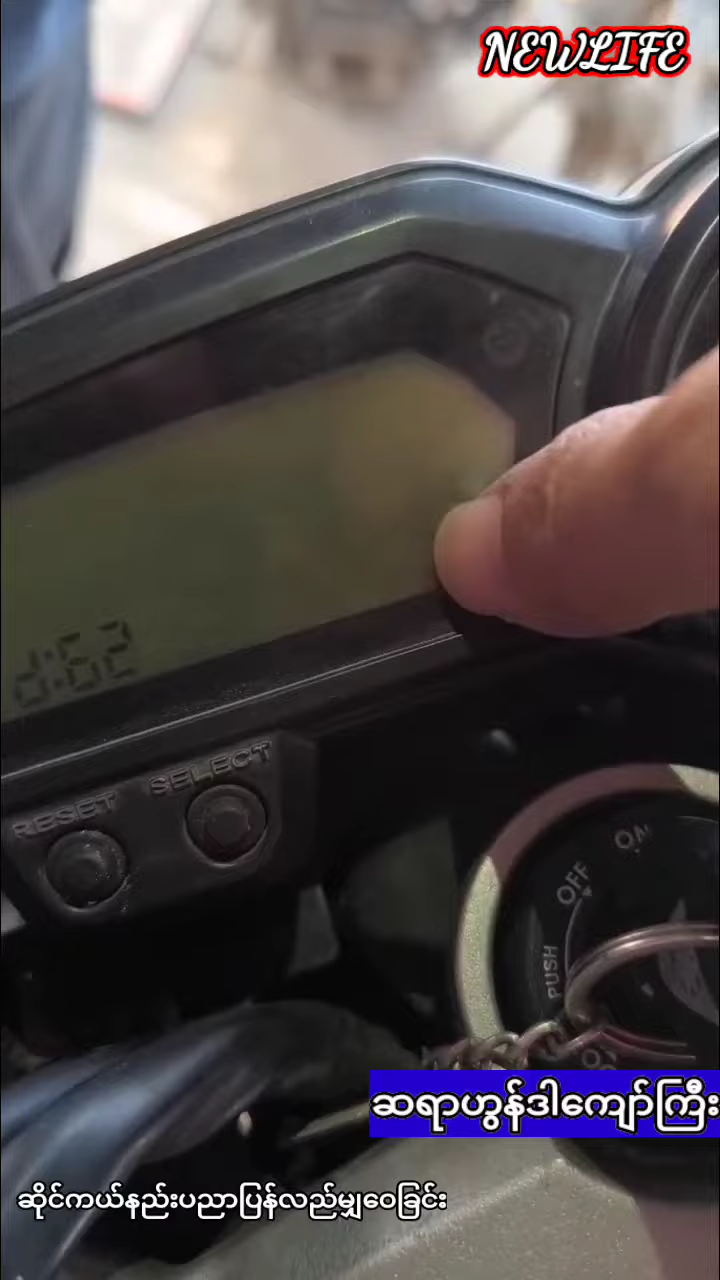 NEWLIFE
d:62
RESET SELECT
ON
OFF
PUSH
ဆရာဟွန်ဒါကျော်ကြီး
ဆိုင်ကယ်နည်းပညာပြန်လည်မျှဝေခြင်း